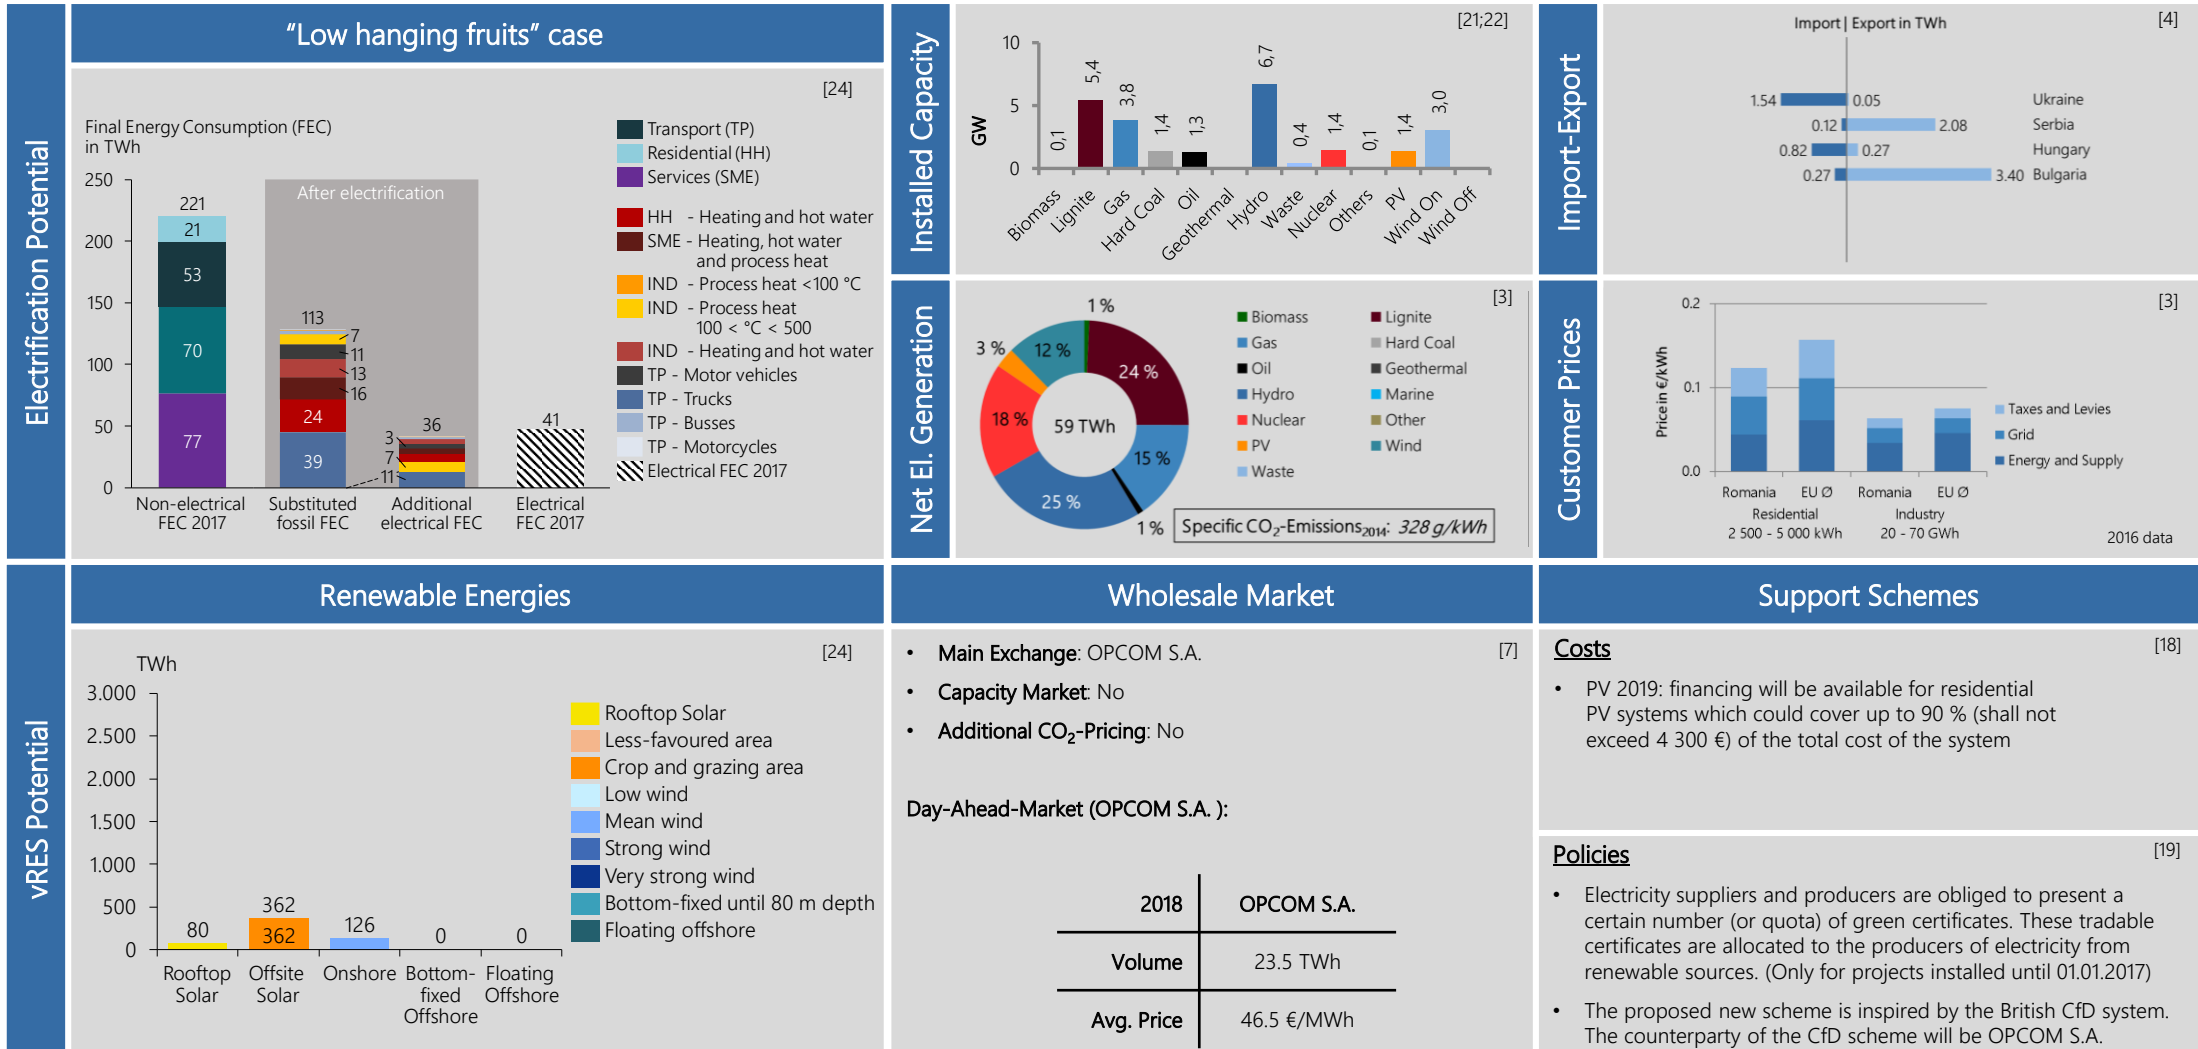 "Low hanging fruits" case
Electrification Potential
[24]
Final Energy Consumption (FEC)
in TWh
250
200
150
100
50
0
After electrification
221
21
53
70
77
113
7
11
13
16
24
39
36
3
7
11
41
Non-electrical
FEC 2017
Substituted
fossil FEC
Additional
electrical FEC
Electrical
FEC 2017
Transport (TP)
Residential (HH)
Services (SME)
HH - Heating and hot water
SME - Heating, hot water
and process heat
IND - Process heat <100 °C
IND - Process heat
100 < °C < 500
IND - Heating and hot water
TP - Motor vehicles
TP - Trucks
TP - Busses
TP - Motorcycles
Electrical FEC 2017
Installed Capacity
[21;22]
GW
10
5
0
0,1
5,4
3,8
1,4
1,3
6,7
0,4
1,4
0,1
1,4
3,0
Biomass
Lignite
Gas
Hard Coal
Oil
Geothermal
Hydro
Waste
Nuclear
Others
PV
Wind On
Wind Off
Import-Export
[4]
Import | Export in TWh
1.54 0.05 Ukraine
0.12 2.08 Serbia
0.82 0.27 Hungary
0.27 3.40 Bulgaria
Net El. Generation
[3]
1 %
24 %
15 %
1 %
25 %
18 %
3 %
12 %
59 TWh
Biomass
Lignite
Gas
Hard Coal
Oil
Geothermal
Hydro
Marine
Nuclear
Other
PV
Wind
Waste
Specific CO₂-Emissions₂₀₁₄: 328 g/kWh
Customer Prices
[3]
Price in €/kWh
0.2
0.1
0.0
Romania EU Ø Romania EU Ø
Residential
2 500 - 5 000 kWh
Industry
20 - 70 GWh
Taxes and Levies
Grid
Energy and Supply
2016 data
vRES Potential
Renewable Energies
[24]
TWh
3.000
2.500
2.000
1.500
1.000
500
0
80
362
362
126
0
0
Rooftop
Solar
Offsite
Solar
Onshore
Bottom-
fixed
Offshore
Floating
Offshore
Rooftop Solar
Less-favoured area
Crop and grazing area
Low wind
Mean wind
Strong wind
Very strong wind
Bottom-fixed until 80 m depth
Floating offshore
Wholesale Market
[7]
• Main Exchange: OPCOM S.A.
• Capacity Market: No
• Additional CO₂-Pricing: No
Day-Ahead-Market (OPCOM S.A. ):
2018 OPCOM S.A.
Volume 23.5 TWh
Avg. Price 46.5 €/MWh
Support Schemes
Costs
[18]
• PV 2019: financing will be available for residential
PV systems which could cover up to 90 % (shall not
exceed 4 300 €) of the total cost of the system
Policies
[19]
• Electricity suppliers and producers are obliged to present a
certain number (or quota) of green certificates. These tradable
certificates are allocated to the producers of electricity from
renewable sources. (Only for projects installed until 01.01.2017)
• The proposed new scheme is inspired by the British CfD system.
The counterparty of the CfD scheme will be OPCOM S.A.